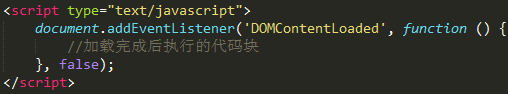 <script type="text/javascript">
    document.addEventListener('DOMContentLoaded', function () {
        //加载完成后执行的代码块
    }, false);
</script>